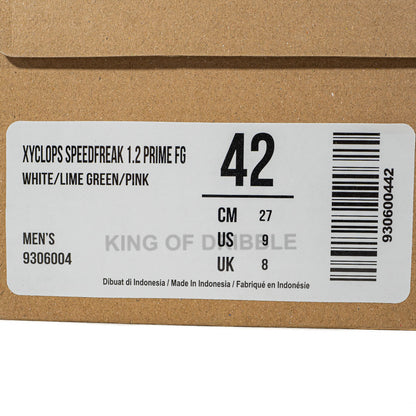 XYCLOPS SPEEDFREAK 1.2 PRIME FG
WHITE/LIME GREEN/PINK
42
CM 27
US 9
UK 8
MEN'S
9306004
KING OF DRIBBLE
Dibuat di Indonesia / Made In Indonesia / Fabriqué en Indonésie
930600442